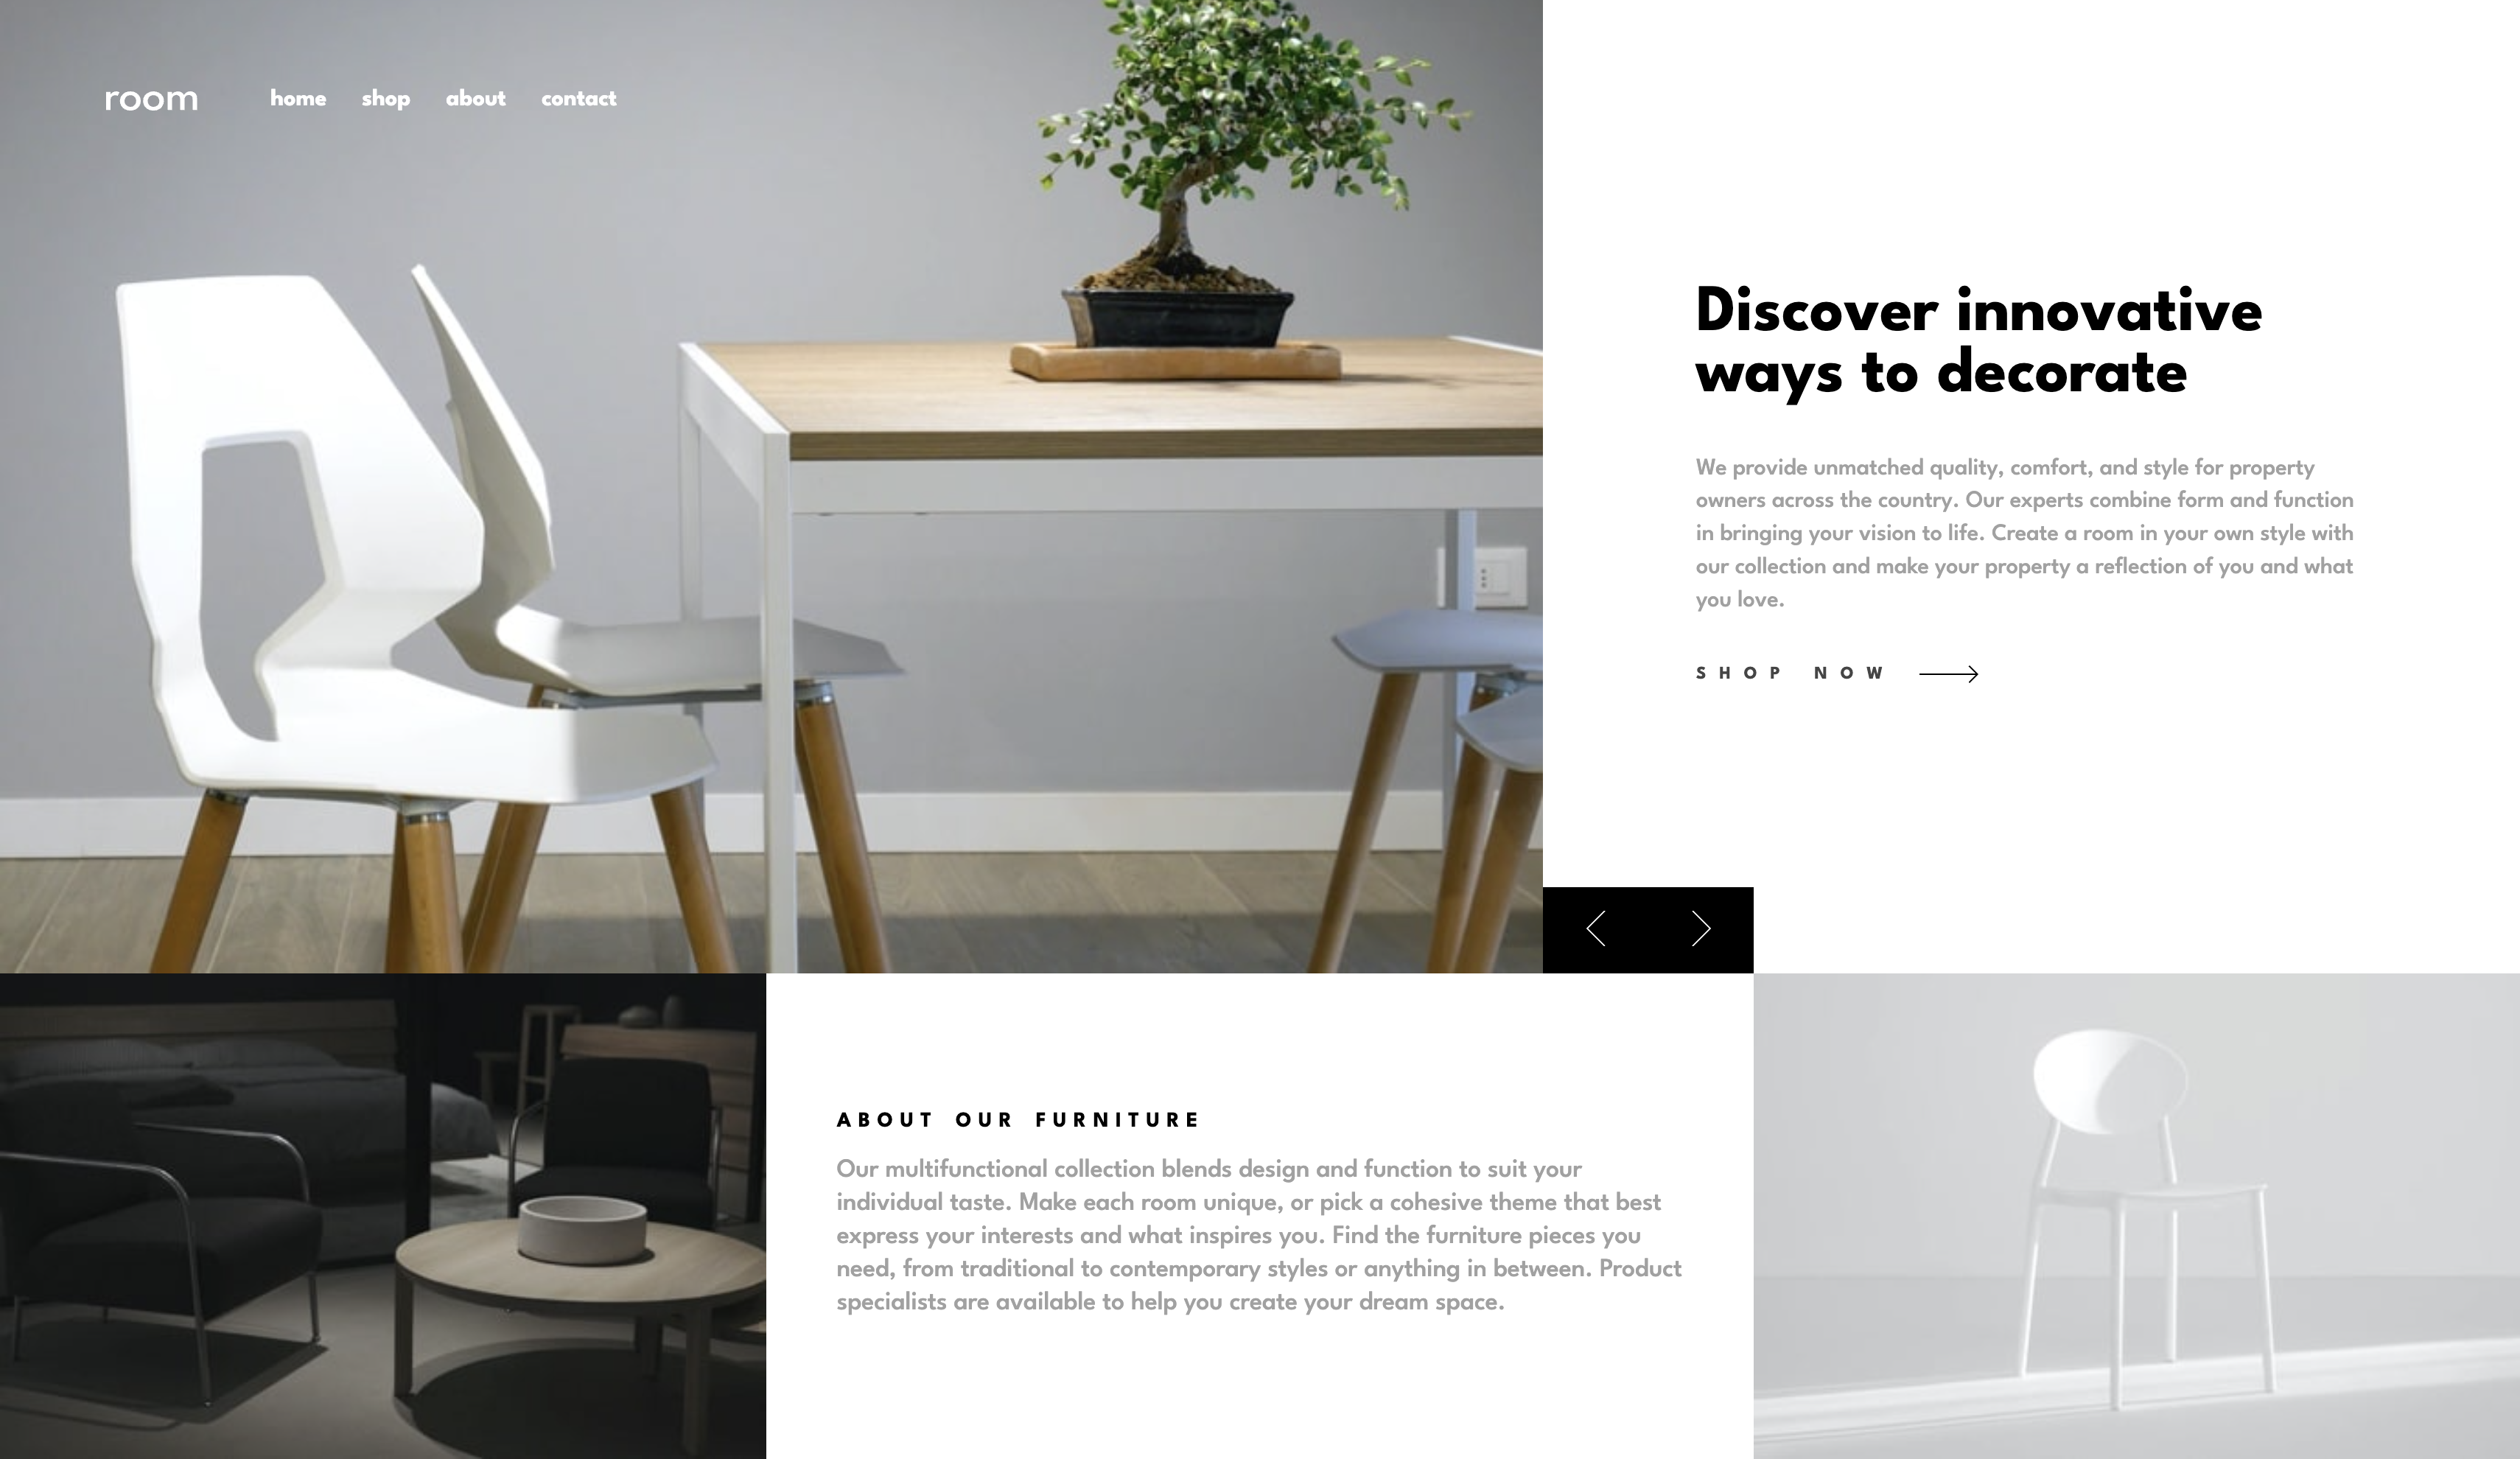 room
home shop about contact
Discover innovative
ways to decorate
We provide unmatched quality, comfort, and style for property
owners across the country. Our experts combine form and function
in bringing your vision to life. Create a room in your own style with
our collection and make your property a reflection of you and what
you love.
SHOP NOW
ABOUT OUR FURNITURE
Our multifunctional collection blends design and function to suit your
individual taste. Make each room unique, or pick a cohesive theme that best
express your interests and what inspires you. Find the furniture pieces you
need, from traditional to contemporary styles or anything in between. Product
specialists are available to help you create your dream space.